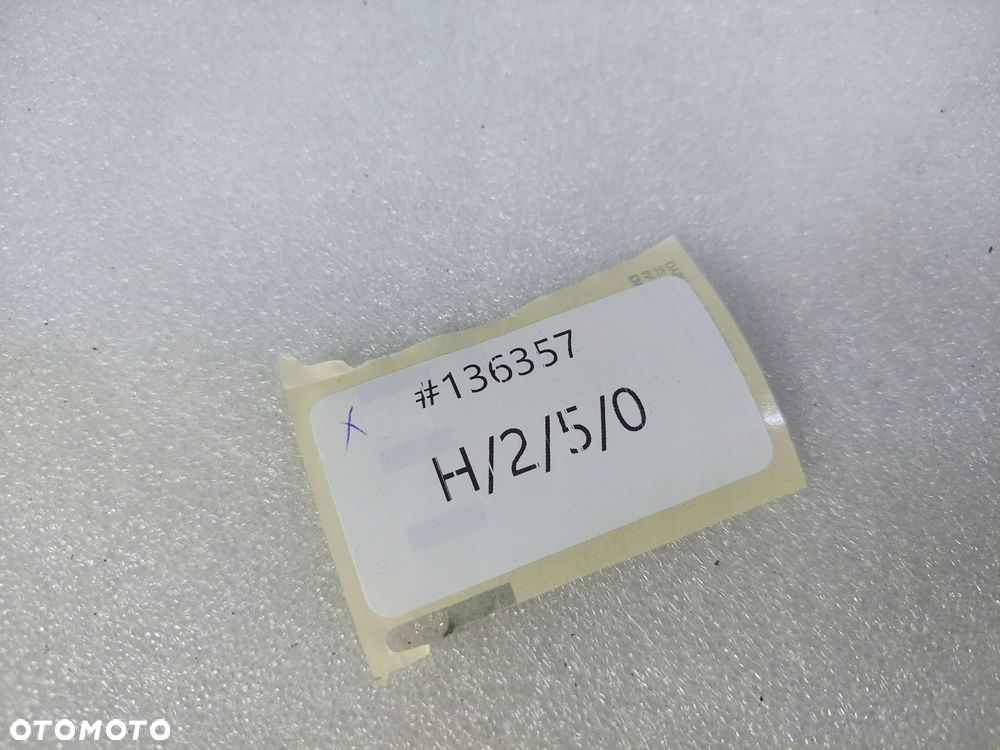 #136357
x
H/2/5/0
OTOMOTO